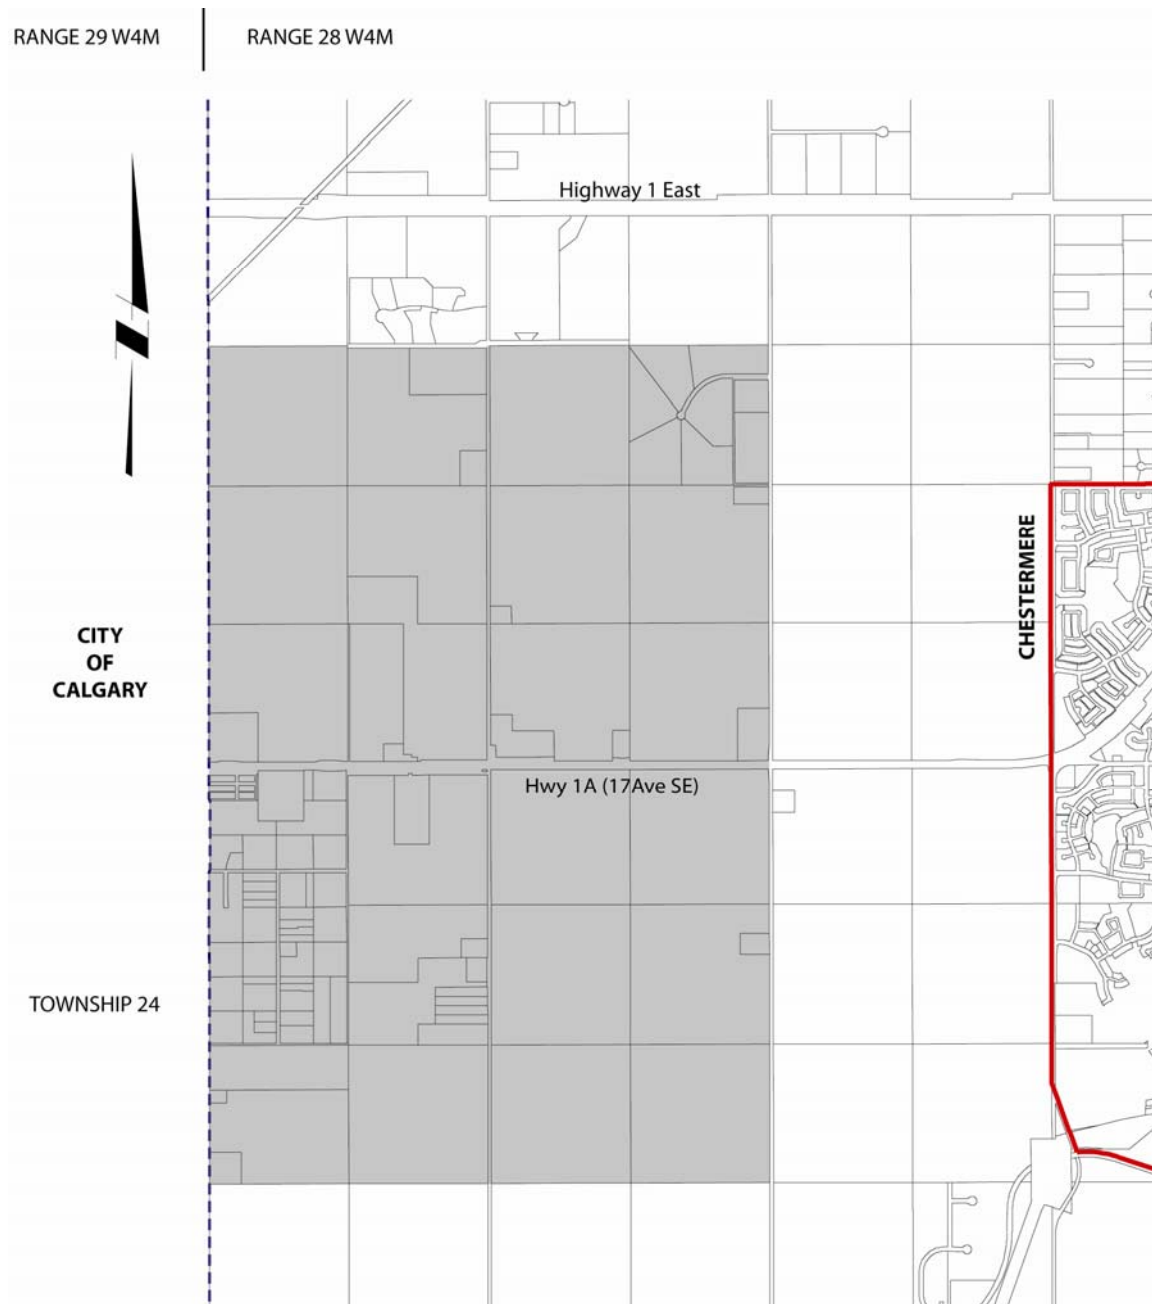 RANGE 29 W4M
RANGE 28 W4M
Highway 1 East
CHESTERMERE
CITY
OF
CALGARY
Hwy 1A (17Ave SE)
TOWNSHIP 24